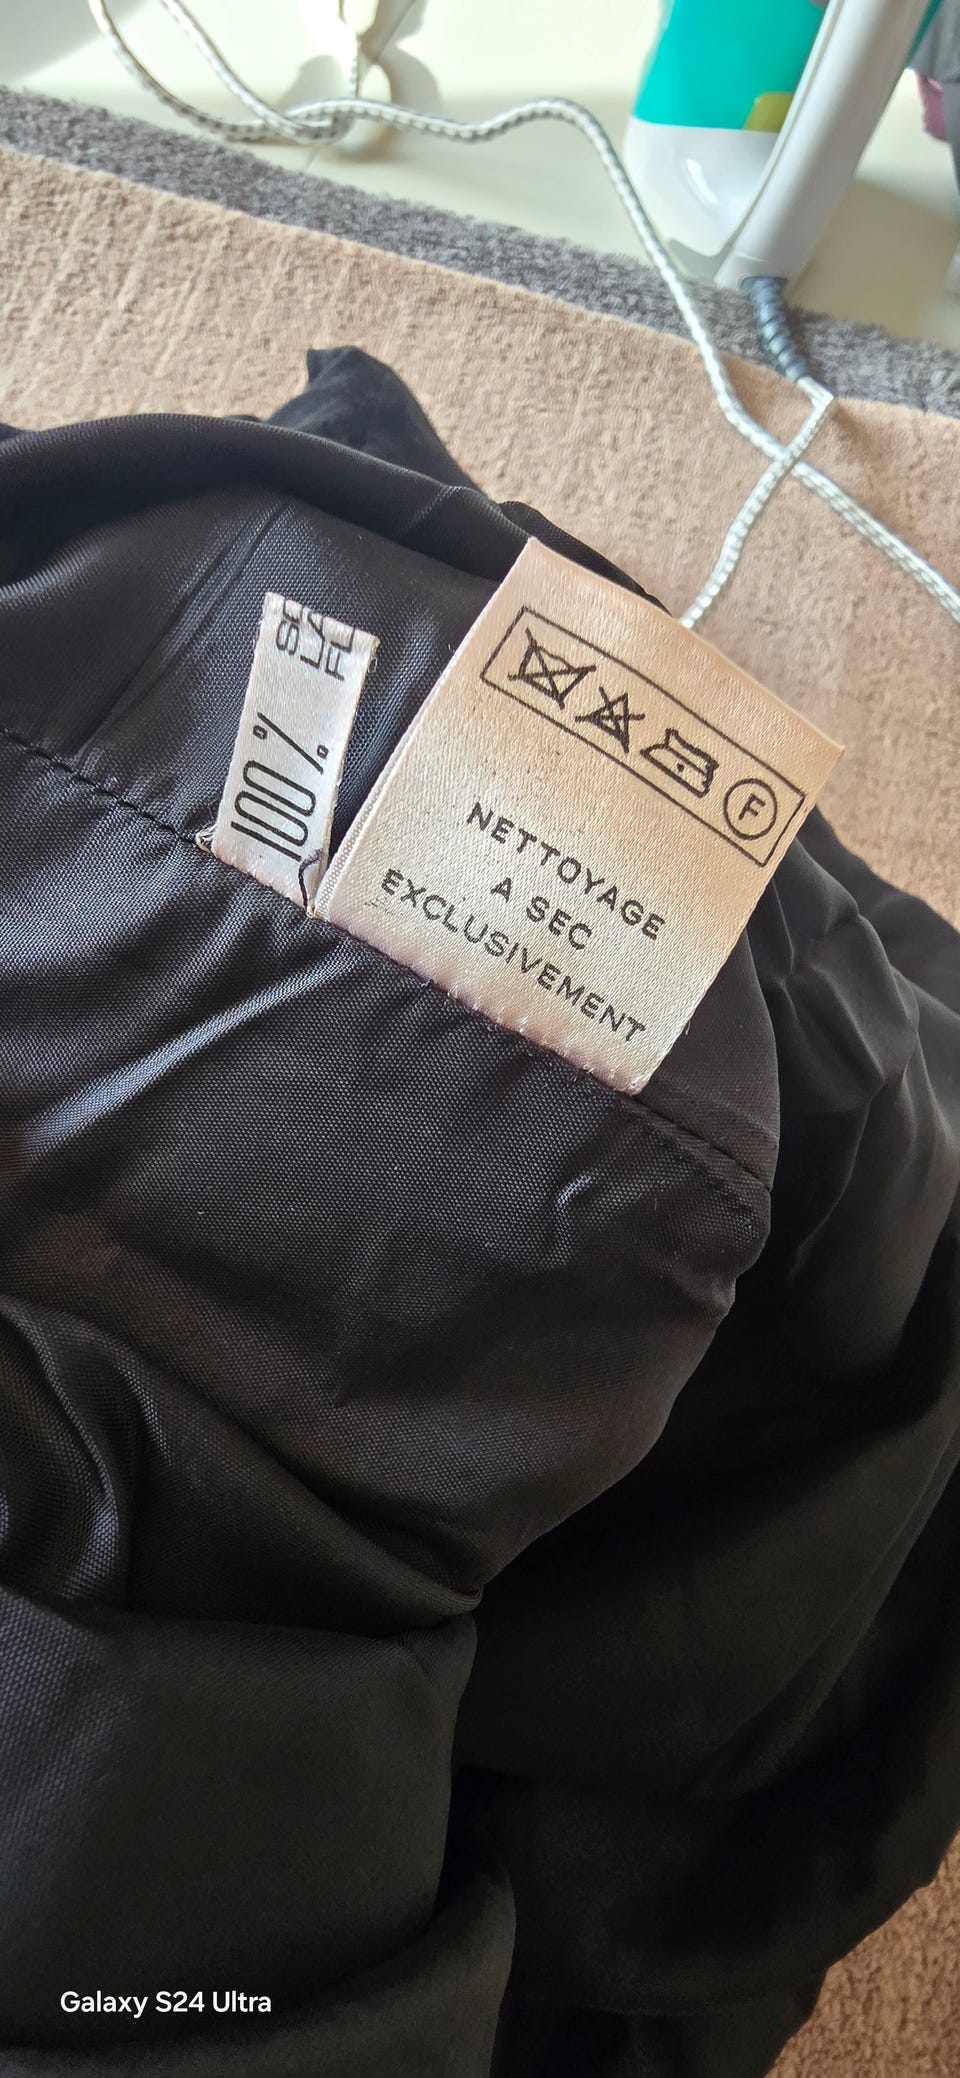 100%
F
NETTOYAGE
A SEC
EXCLUSIVEMENT
Galaxy S24 Ultra